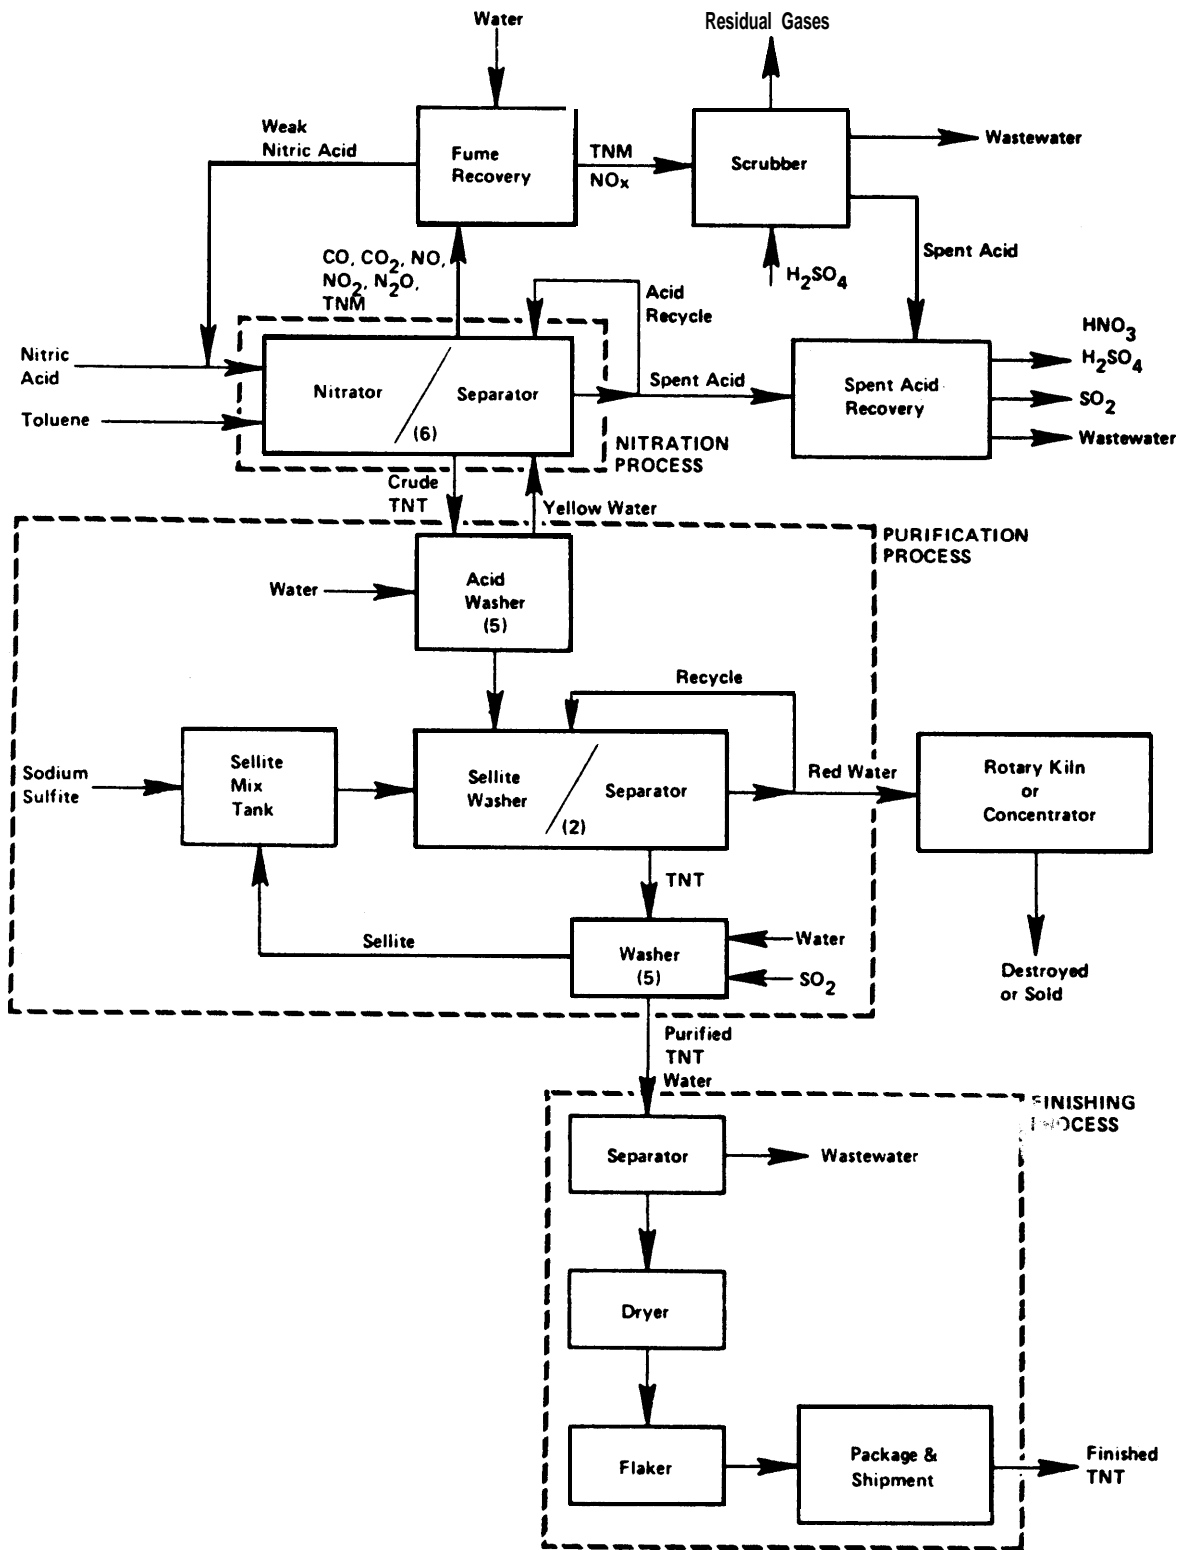 Water
Residual Gases
Weak
Nitric Acid
Fume
Recovery
TNM
NOx
Scrubber
Wastewater
CO, CO2, NO,
NO2, N2O,
TNM
H2SO4
Spent Acid
Acid
Recycle
Nitric
Acid
Toluene
Nitrator
Separator
(6)
Spent Acid
Spent Acid
Recovery
HNO3
H2SO4
SO2
Wastewater
NITRATION
PROCESS
Crude
TNT
Yellow Water
PURIFICATION
PROCESS
Water
Acid
Washer
(5)
Recycle
Sodium
Sulfite
Sellite
Mix
Tank
Sellite
Washer
Separator
(2)
Red Water
Rotary Kiln
or
Concentrator
TNT
Sellite
Washer
(5)
Water
SO2
Destroyed
or Sold
Purified
TNT
Water
FINISHING
PROCESS
Separator
Wastewater
Dryer
Flaker
Package &
Shipment
Finished
TNT